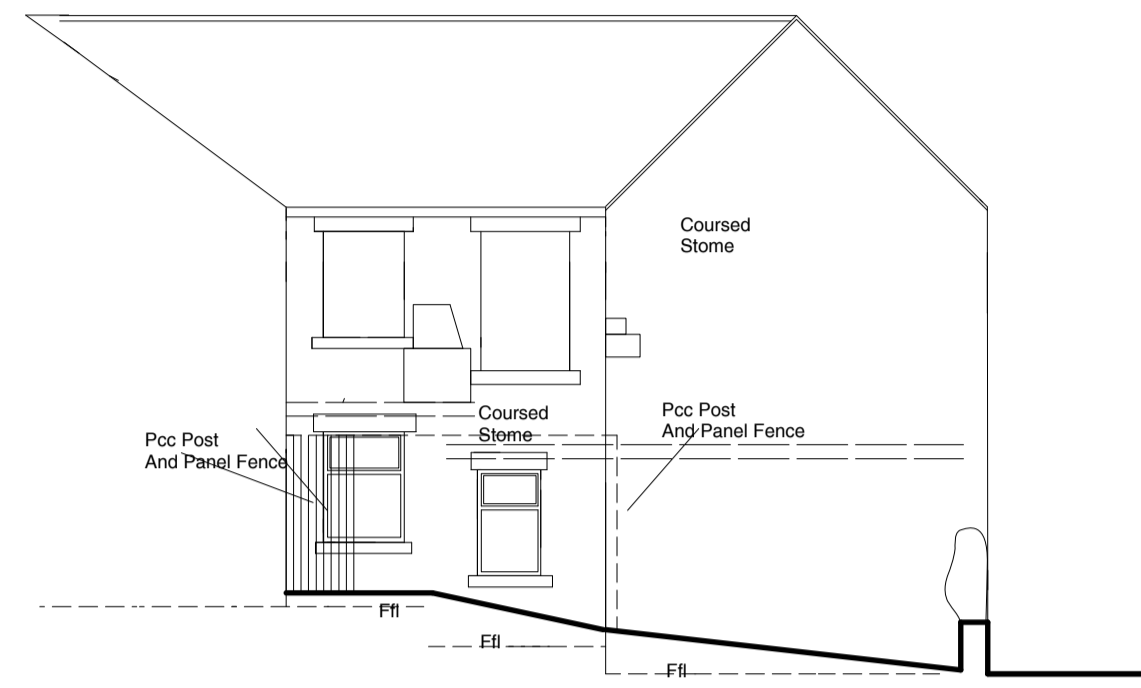 Coursed
Stome
Coursed
Stome
Pcc Post
And Panel Fence
Pcc Post
And Panel Fence
Ffl
Ffl
Ffl